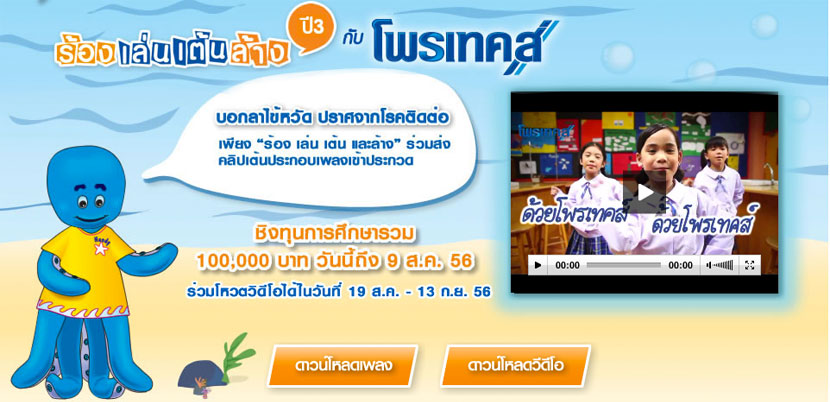 ร้องเล่นเต้นล้าง ปี3 กับ โพรเทคส์
บอกลาไข้หวัด ปราศจากโรคติดต่อ
เพียง “ร้อง เล่น เต้น และล้าง” ร่วมส่ง
คลิปเต้นประกอบเพลงเข้าประกวด
ชิงทุนการศึกษารวม
100,000 บาท วันนี้ถึง 9 ส.ค. 56
ร่วมโหวตวิดีโอได้ในวันที่ 19 ส.ค. - 13 ก.ย. 56
โพรเทคส์
ด้วยโพรเทคส์ ด้วยโพรเทคส์
00:00 00:00
ดาวน์โหลดเพลง ดาวน์โหลดวีดีโอ